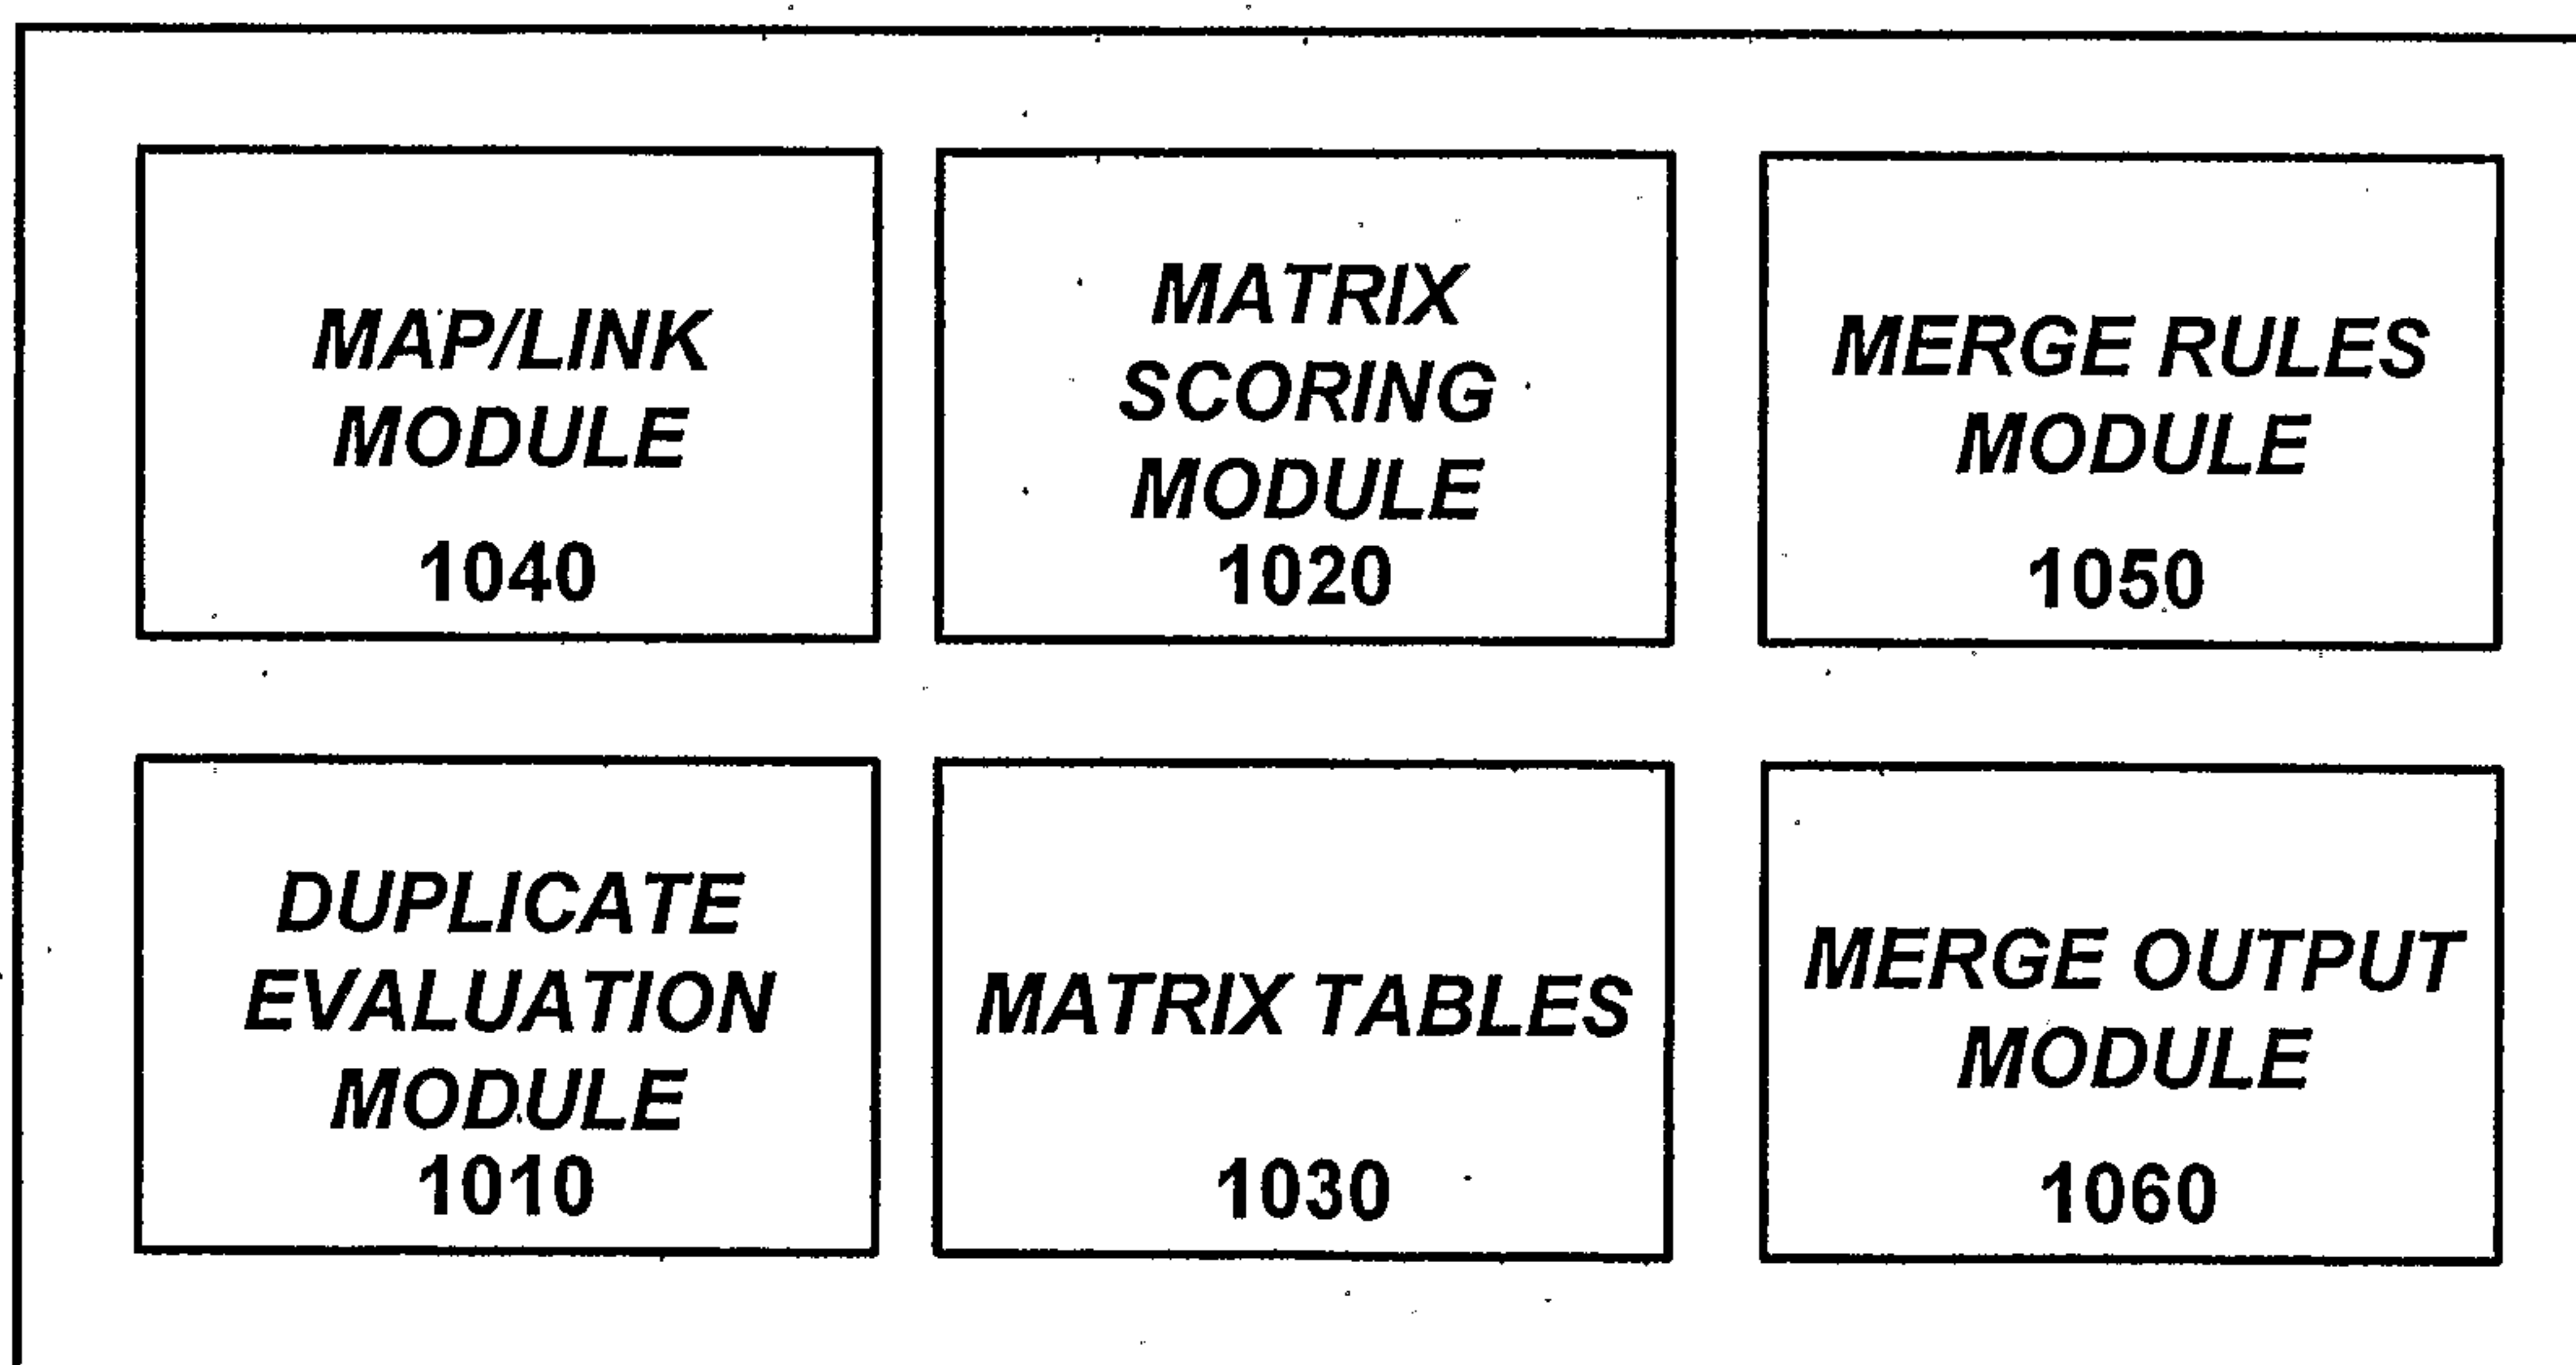 MAP/LINK
MODULE
1040
MATRIX
SCORING
MODULE
1020
MERGE RULES
MODULE
1050
DUPLICATE
EVALUATION
MODULE
1010
MATRIX TABLES
1030
MERGE OUTPUT
MODULE
1060